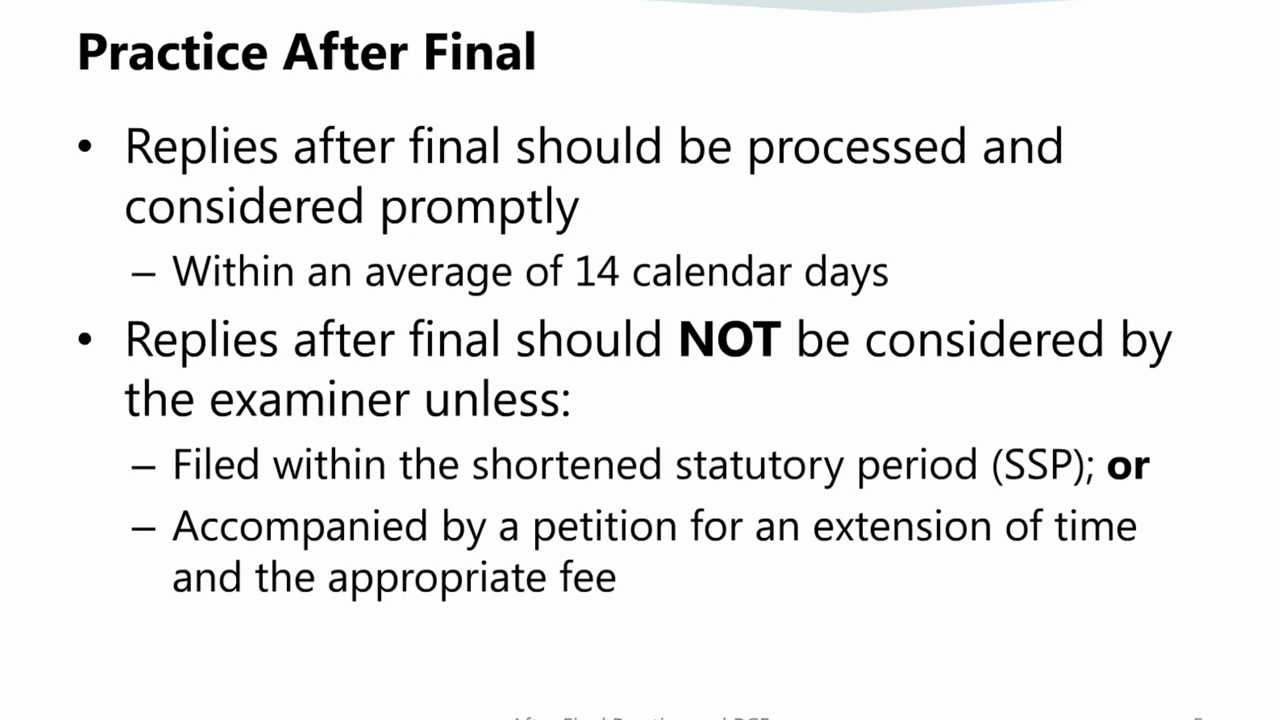 Practice After Final
• Replies after final should be processed and
considered promptly
– Within an average of 14 calendar days
• Replies after final should NOT be considered by
the examiner unless:
– Filed within the shortened statutory period (SSP); or
– Accompanied by a petition for an extension of time
and the appropriate fee